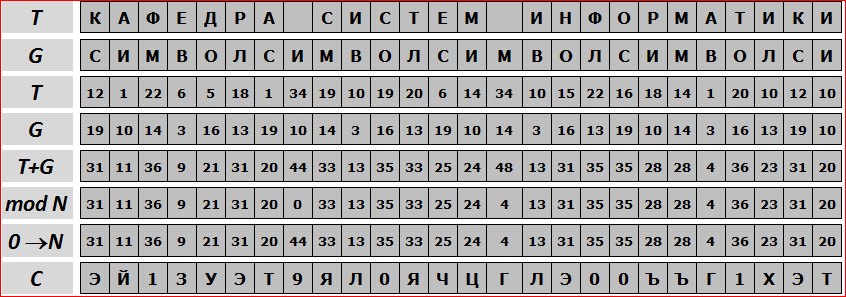 T К А Ф Е Д Р А С И С Т Е М И Н Ф О Р М А Т И К И
G С И М В О Л С И М В О Л С И М В О Л С И М В О Л С И
T 12 1 22 6 5 18 1 34 19 10 19 20 6 14 34 10 15 22 16 18 14 1 20 10 12 10
G 19 10 14 3 16 13 19 10 14 3 16 13 19 10 14 3 16 13 19 10 14 3 16 13 19 10
T+G 31 11 36 9 21 31 20 44 33 13 35 33 25 24 48 13 31 35 35 28 28 4 36 23 31 20
mod N 31 11 36 9 21 31 20 0 33 13 35 33 25 24 4 13 31 35 35 28 28 4 36 23 31 20
0 →N 31 11 36 9 21 31 20 44 33 13 35 33 25 24 4 13 31 35 35 28 28 4 36 23 31 20
C Э Й 1 З У Э Т 9 Я Л 0 Я Ч Ц Г Л Э 0 0 Ъ Ъ Г 1 Х Э Т